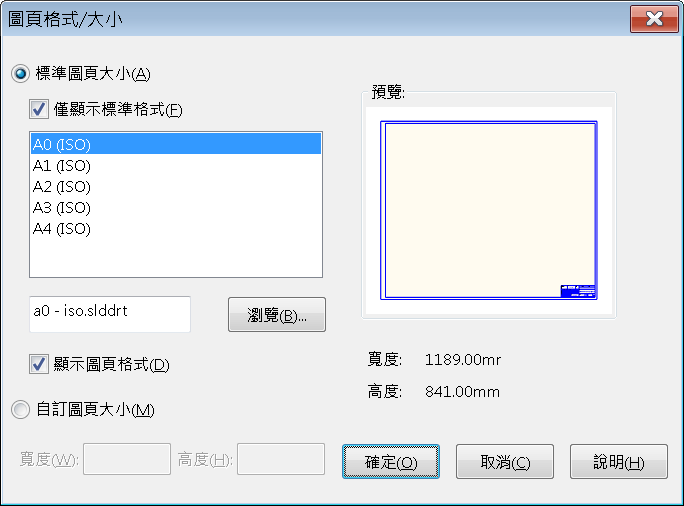 圖頁格式/大小
標準圖頁大小(A)
僅顯示標準格式(F)
A0 (ISO)
A1 (ISO)
A2 (ISO)
A3 (ISO)
A4 (ISO)
a0 - iso.slddrt
瀏覽(B)...
顯示圖頁格式(D)
自訂圖頁大小(M)
寬度(W):
高度(H):
預覽:
寬度: 1189.00mr
高度: 841.00mm
確定(O)
取消(C)
說明(H)